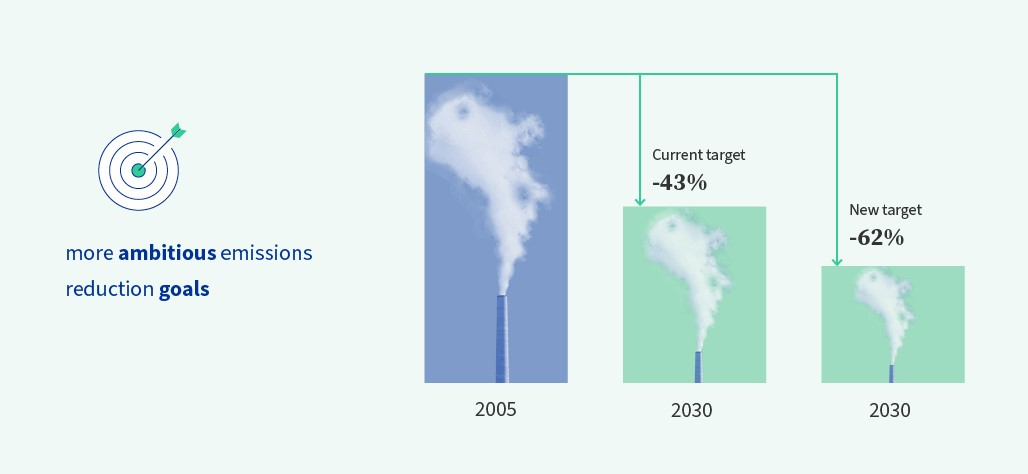 more ambitious emissions
reduction goals
Current target
-43%
New target
-62%
2005
2030
2030